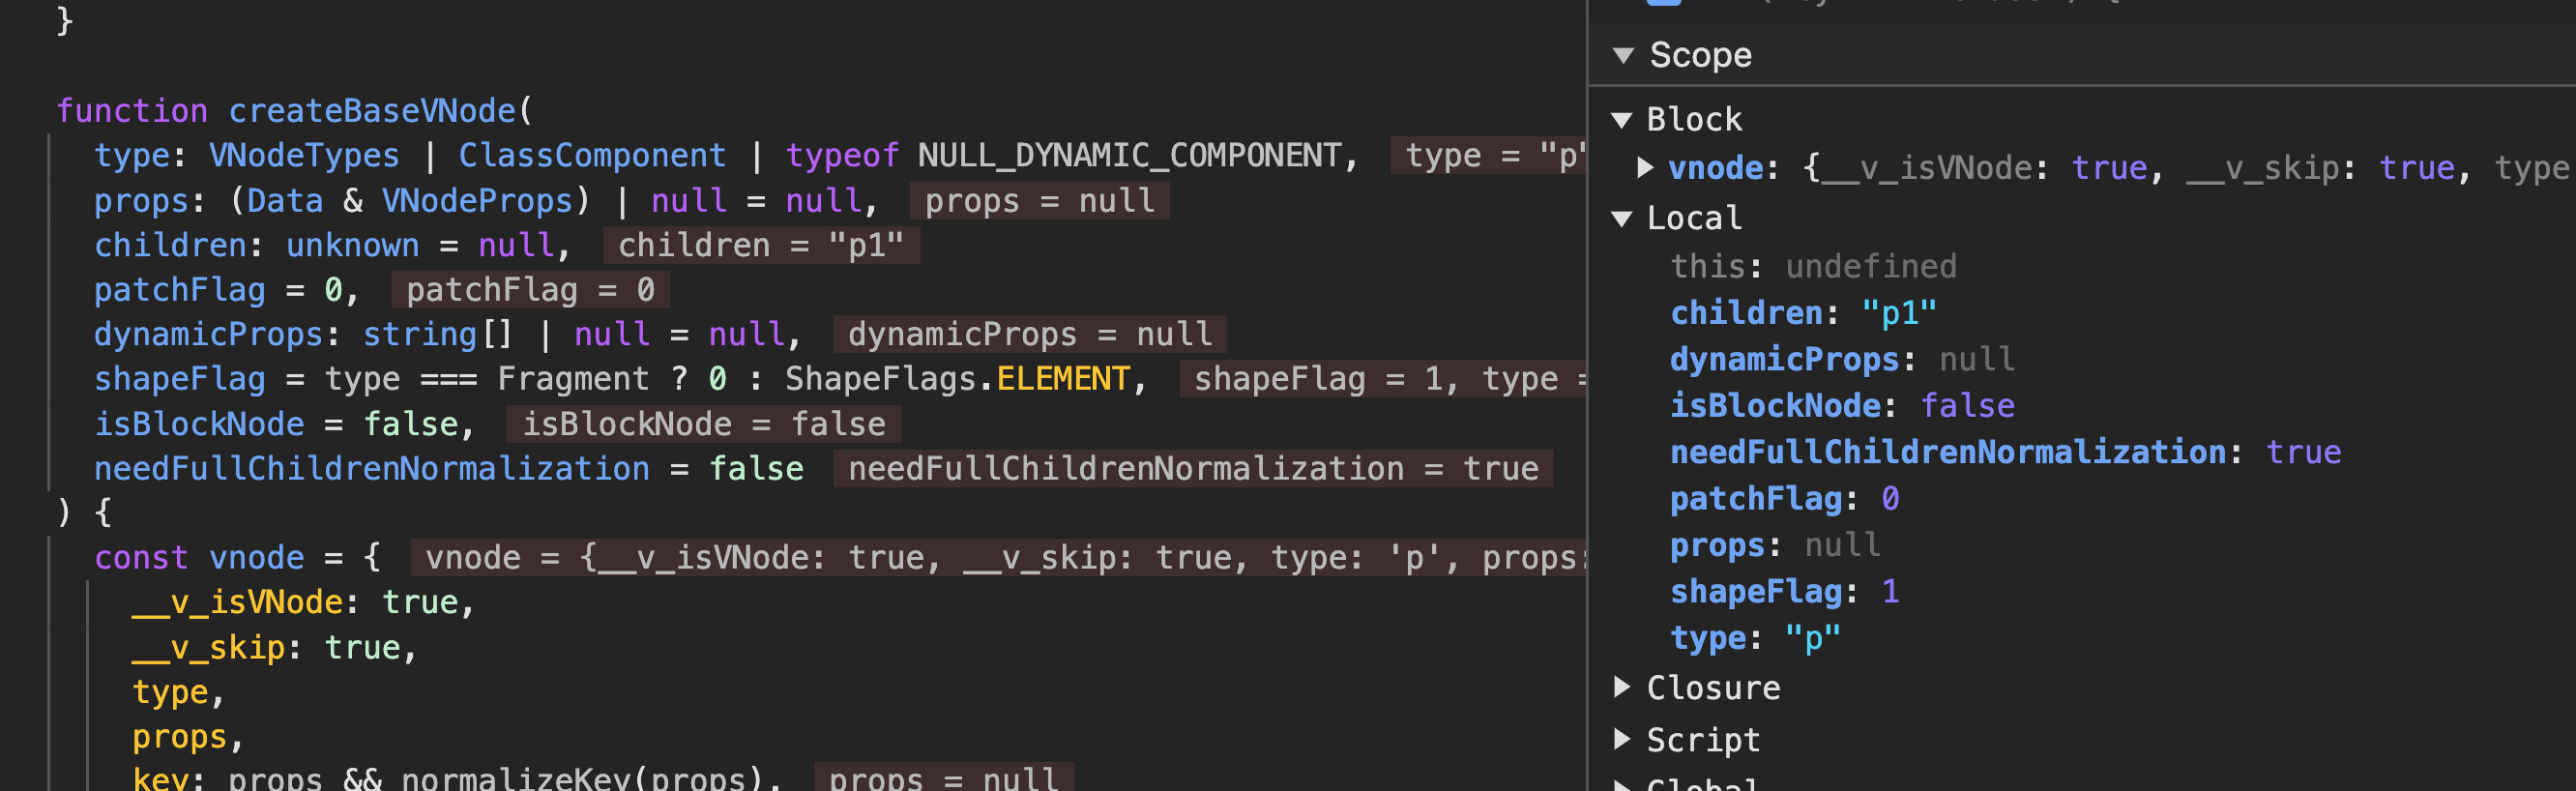 }
function createBaseVNode(
type: VNodeTypes | ClassComponent | typeof NULL_DYNAMIC_COMPONENT, type = "p"
props: (Data & VNodeProps) | null = null, props = null
children: unknown = null, children = "p1"
patchFlag = 0, patchFlag = 0
dynamicProps: string[] | null = null, dynamicProps = null
shapeFlag = type === Fragment ? 0 : ShapeFlags.ELEMENT, shapeFlag = 1, type =
isBlockNode = false, isBlockNode = false
needFullChildrenNormalization = false needFullChildrenNormalization = true
) {
const vnode = { vnode = {__v_isVNode: true, __v_skip: true, type: 'p', props:
__v_isVNode: true,
__v_skip: true,
type,
props,
key: props && normalizeKey(props), props = null
Scope
Block
vnode: {__v_isVNode: true, __v_skip: true, type
Local
this: undefined
children: "p1"
dynamicProps: null
isBlockNode: false
needFullChildrenNormalization: true
patchFlag: 0
props: null
shapeFlag: 1
type: "p"
Closure
Script
Global